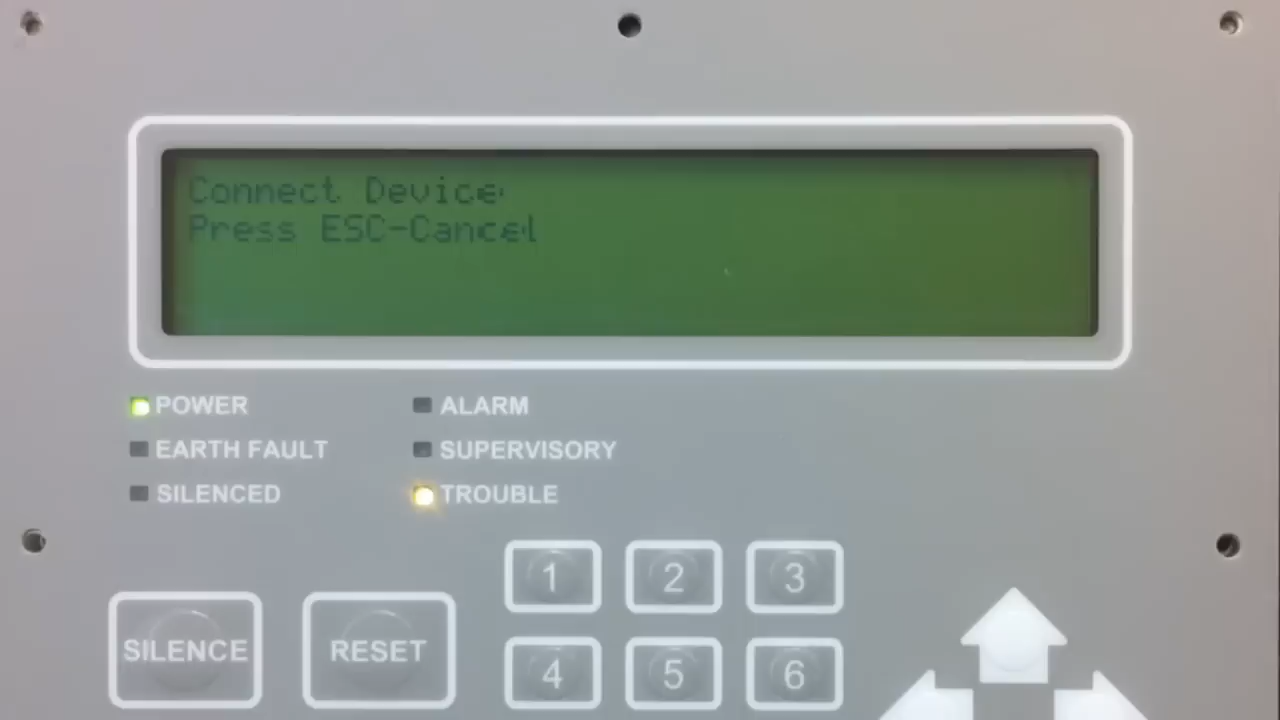 Connect Device
Press ESC-Cancel
POWER
ALARM
EARTH FAULT
SUPERVISORY
SILENCED
TROUBLE
1
2
3
SILENCE
RESET
4
5
6